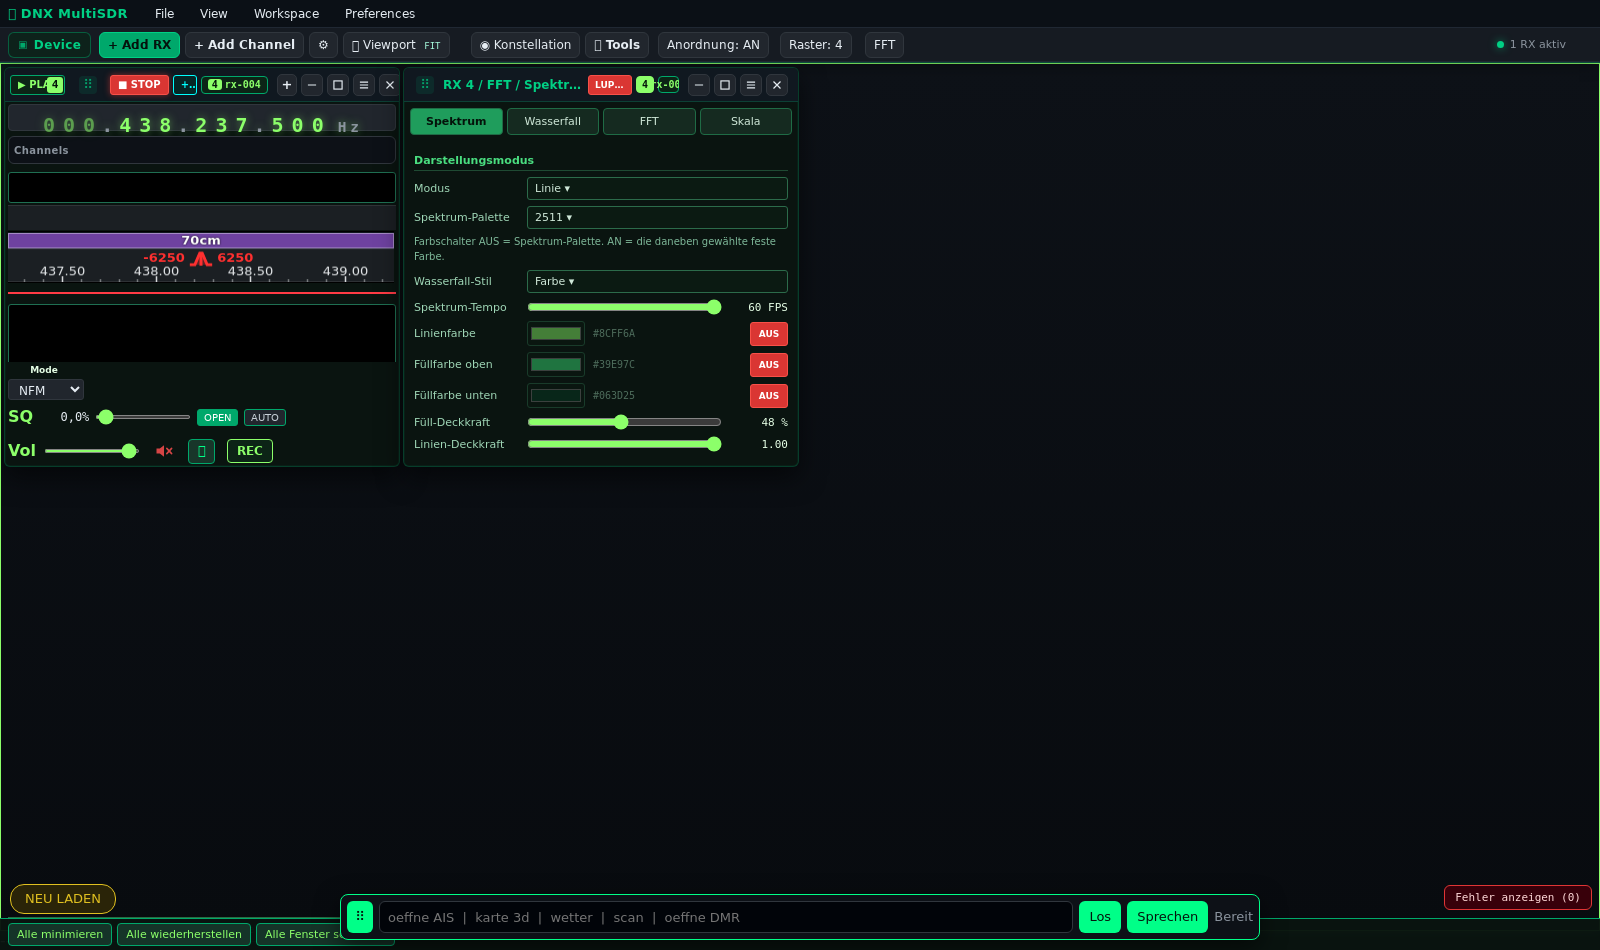 DNX MultiSDR File View Workspace Preferences
Device + Add RX + Add Channel Viewport FIT Konstellation Tools Anordnung: AN Raster: 4 FFT 1 RX aktiv
4 STOP +.. 4 rx-004 +
000.438.237.500 Hz
Channels
70cm
-6250 6250
437.50 438.00 438.50 439.00
Mode
NFM
SQ 0,0% OPEN AUTO
Vol REC
RX 4 / FFT / Spektr... LUP... 4
Spektrum Wasserfall FFT Skala
Darstellungsmodus
Modus Linie ▾
Spektrum-Palette 2511 ▾
Farbschalter AUS = Spektrum-Palette. AN = die daneben gewählte feste
Farbe.
Wasserfall-Stil Farbe ▾
Spektrum-Tempo 60 FPS
Linienfarbe #8CFF6A AUS
Füllfarbe oben #39E97C AUS
Füllfarbe unten #063D25 AUS
Füll-Deckkraft 48 %
Linien-Deckkraft 1.00
NEU LADEN
oeffne AIS | karte 3d | wetter | scan | oeffne DMR Los Sprechen Bereit
Fehler anzeigen (0)
Alle minimieren Alle wiederherstellen Alle Fenster